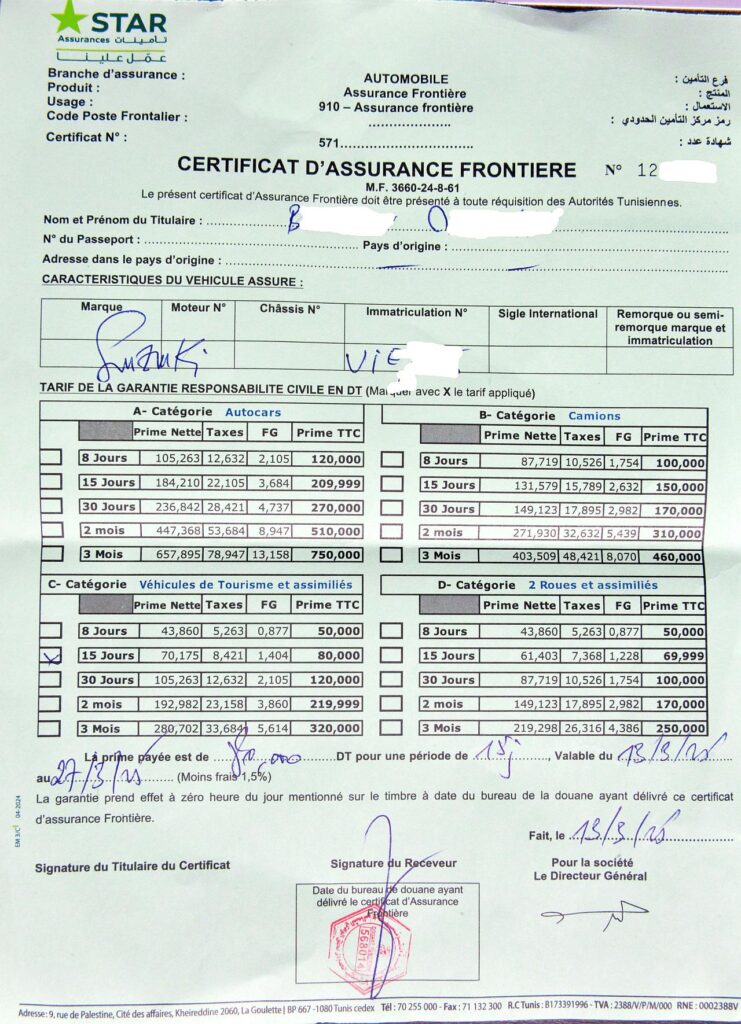 STAR
Assurances تأمينات
عمّل علينا
Branche d'assurance : AUTOMOBILE فرع التأمين :
Produit : Assurance Frontière المنتج :
Usage : 910 – Assurance frontière الاستعمال :
Code Poste Frontalier : .................... رمز مركز التأمين الحدودي :
Certificat N° : 571.............................. شهادة عدد :
CERTIFICAT D'ASSURANCE FRONTIERE N° 12
M.F. 3660-24-8-61
Le présent certificat d'Assurance Frontière doit être présenté à toute réquisition des Autorités Tunisiennes.
Nom et Prénom du Titulaire : B O
N° du Passeport : Pays d'origine :
Adresse dans le pays d'origine :
CARACTERISTIQUES DU VEHICULE ASSURE :
Marque Moteur N° Châssis N° Immatriculation N° Sigle International Remorque ou semi-remorque marque et immatriculation
Suzuki VIE
TARIF DE LA GARANTIE RESPONSABILITE CIVILE EN DT (Marquer avec X le tarif appliqué)
A- Catégorie Autocars
Prime Nette Taxes FG Prime TTC
8 Jours 105,263 12,632 2,105 120,000
15 Jours 184,210 22,105 3,684 209,999
30 Jours 236,842 28,421 4,737 270,000
2 mois 447,368 53,684 8,947 510,000
3 Mois 657,895 78,947 13,158 750,000
B- Catégorie Camions
Prime Nette Taxes FG Prime TTC
8 Jours 87,719 10,526 1,754 100,000
15 Jours 131,579 15,789 2,632 150,000
30 Jours 149,123 17,895 2,982 170,000
2 mois 271,930 32,632 5,439 310,000
3 Mois 403,509 48,421 8,070 460,000
C- Catégorie Véhicules de Tourisme et assimiliés
Prime Nette Taxes FG Prime TTC
8 Jours 43,860 5,263 0,877 50,000
X 15 Jours 70,175 8,421 1,404 80,000
30 Jours 105,263 12,632 2,105 120,000
2 mois 192,982 23,158 3,860 219,999
3 Mois 280,702 33,684 5,614 320,000
D- Catégorie 2 Roues et assimiliés
Prime Nette Taxes FG Prime TTC
8 Jours 43,860 5,263 0,877 50,000
15 Jours 61,403 7,368 1,228 69,999
30 Jours 87,719 10,526 1,754 100,000
2 mois 149,123 17,895 2,982 170,000
3 Mois 219,298 26,316 4,386 250,000
La prime payée est de 80,000 DT pour une période de 15j, Valable du 13/3/25
au 27/3/25 (Moins frais 1,5%)
La garantie prend effet à zéro heure du jour mentionné sur le timbre à date du bureau de la douane ayant délivré ce certificat
d'assurance Frontière.
Fait, le 13/3/25
Signature du Titulaire du Certificat Signature du Receveur Pour la société
Le Directeur Général
Date du bureau de douane ayant
délivré le certificat d'Assurance
Frontière
EM 3/C² 04-2024
Adresse: 9, rue de Palestine, Cité des affaires, Kheireddine 2060, La Goulette | BP 667 -1080 Tunis cedex Tél : 70 255 000 - Fax : 71 132 300 R.C Tunis : B173391996 - TVA : 2388/V/P/M/000 RNE : 0002388V